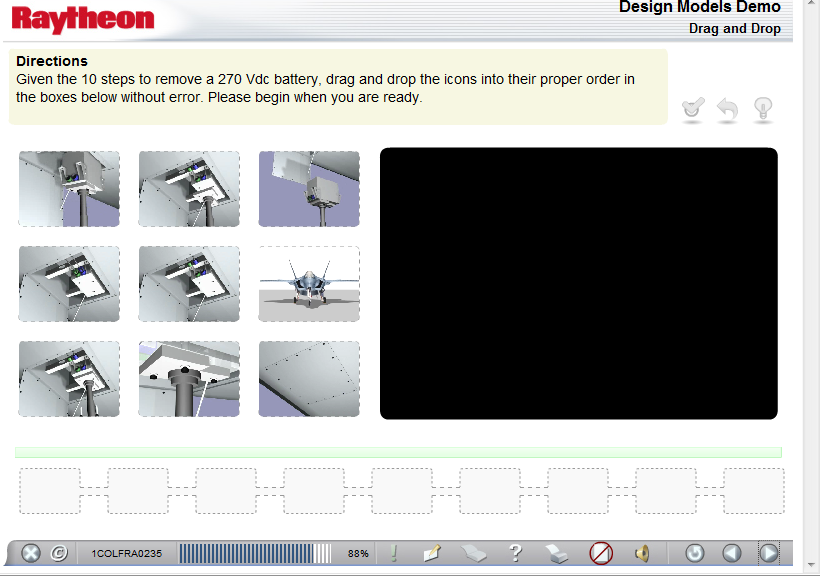 Raytheon
Design Models Demo
Drag and Drop
Directions
Given the 10 steps to remove a 270 Vdc battery, drag and drop the icons into their proper order in
the boxes below without error. Please begin when you are ready.
© 1COLFRA0235 88% ! ?